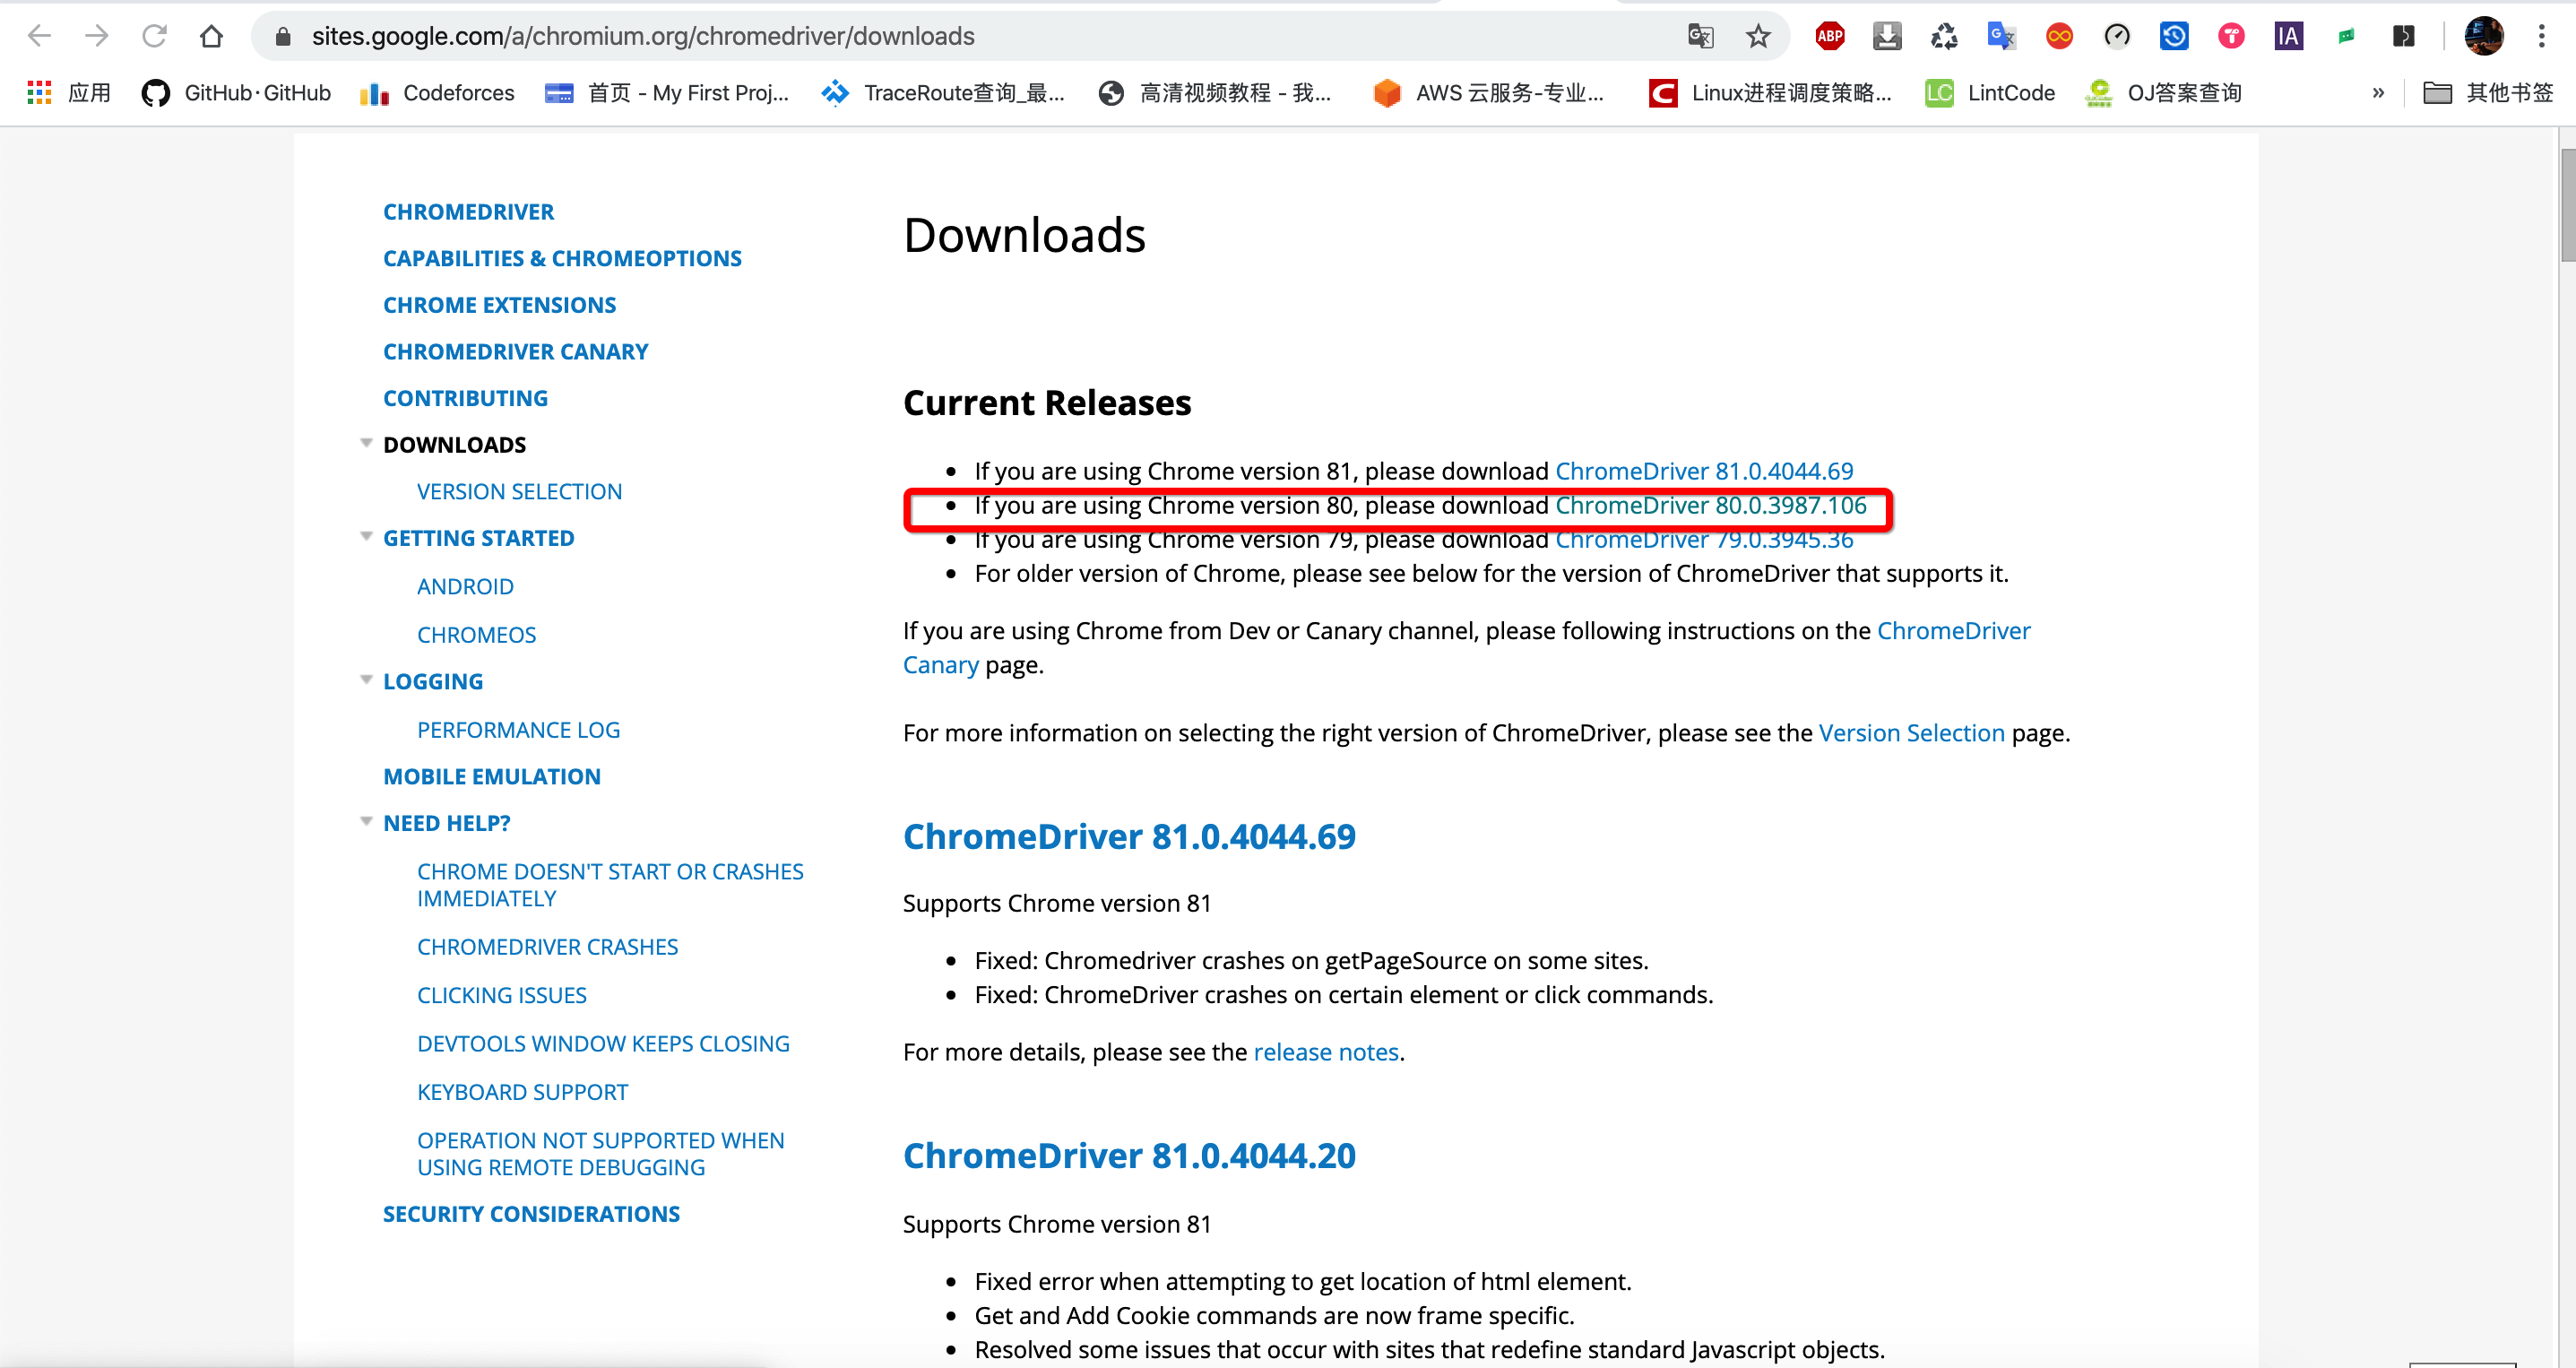 sites.google.com/a/chromium.org/chromedriver/downloads
ABP
IA
应用 GitHub·GitHub Codeforces 首页 - My First Proj... TraceRoute查询_最... 高清视频教程 - 我... AWS 云服务-专业... Linux进程调度策略... LC LintCode OJ答案查询 » 其他书签
CHROMEDRIVER
CAPABILITIES & CHROMEOPTIONS
CHROME EXTENSIONS
CHROMEDRIVER CANARY
CONTRIBUTING
DOWNLOADS
VERSION SELECTION
GETTING STARTED
ANDROID
CHROMEOS
LOGGING
PERFORMANCE LOG
MOBILE EMULATION
NEED HELP?
CHROME DOESN'T START OR CRASHES
IMMEDIATELY
CHROMEDRIVER CRASHES
CLICKING ISSUES
DEVTOOLS WINDOW KEEPS CLOSING
KEYBOARD SUPPORT
OPERATION NOT SUPPORTED WHEN
USING REMOTE DEBUGGING
SECURITY CONSIDERATIONS
Downloads
Current Releases
If you are using Chrome version 81, please download ChromeDriver 81.0.4044.69
If you are using Chrome version 80, please download ChromeDriver 80.0.3987.106
If you are using Chrome version 79, please download ChromeDriver 79.0.3945.36
For older version of Chrome, please see below for the version of ChromeDriver that supports it.
If you are using Chrome from Dev or Canary channel, please following instructions on the ChromeDriver
Canary page.
For more information on selecting the right version of ChromeDriver, please see the Version Selection page.
ChromeDriver 81.0.4044.69
Supports Chrome version 81
Fixed: Chromedriver crashes on getPageSource on some sites.
Fixed: ChromeDriver crashes on certain element or click commands.
For more details, please see the release notes.
ChromeDriver 81.0.4044.20
Supports Chrome version 81
Fixed error when attempting to get location of html element.
Get and Add Cookie commands are now frame specific.
Resolved some issues that occur with sites that redefine standard Javascript objects.